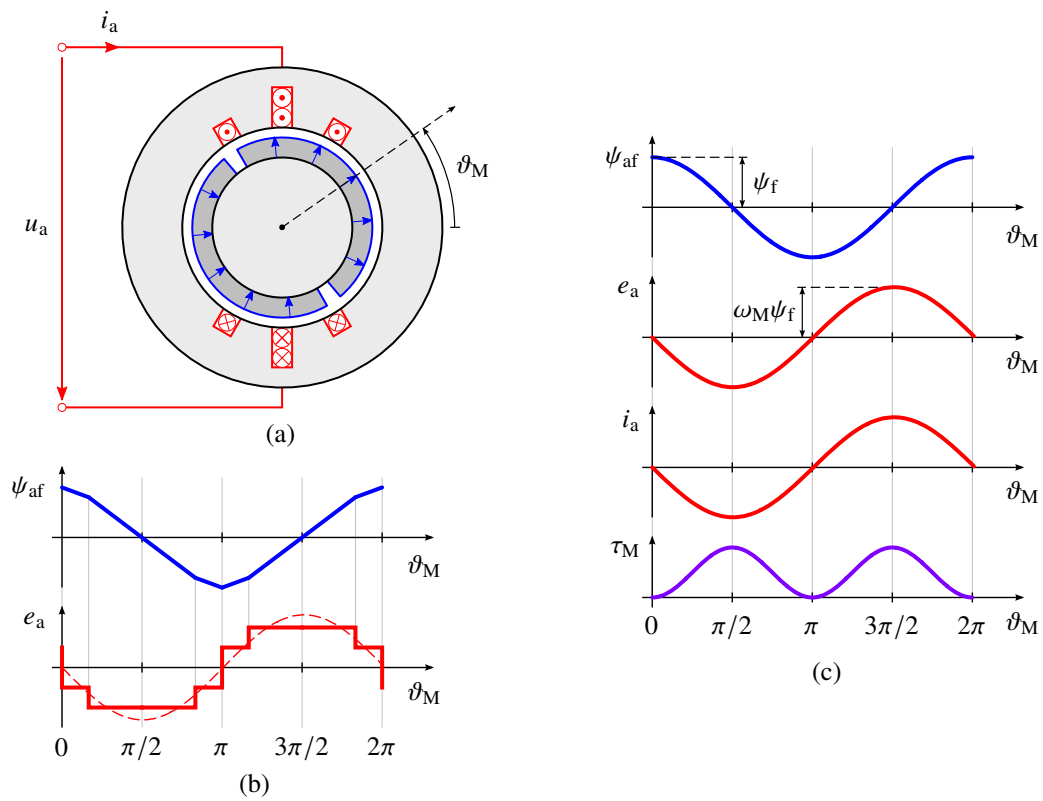 i_a
ϑ_M
u_a
(a)
ψ_af
ϑ_M
e_a
ϑ_M
0 π/2 π 3π/2 2π
(b)
ψ_af
ψ_f
ϑ_M
e_a
ω_Mψ_f
ϑ_M
i_a
ϑ_M
τ_M
0 π/2 π 3π/2 2π ϑ_M
(c)